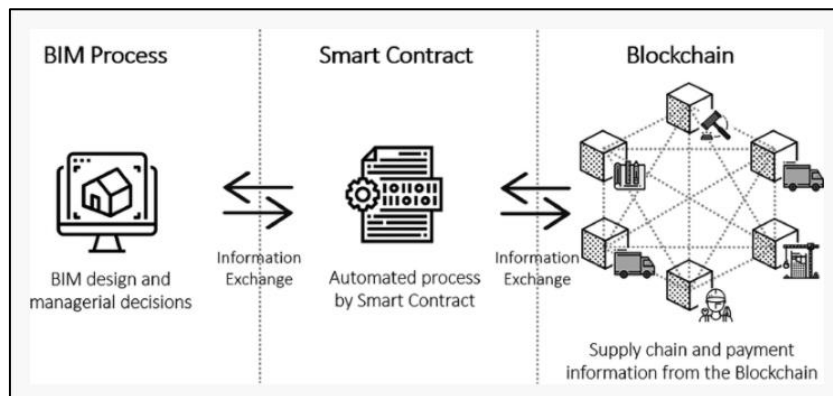 BIM Process
Smart Contract
Blockchain
Information
Exchange
Information
Exchange
BIM design and
managerial decisions
Automated process
by Smart Contract
Supply chain and payment
information from the Blockchain